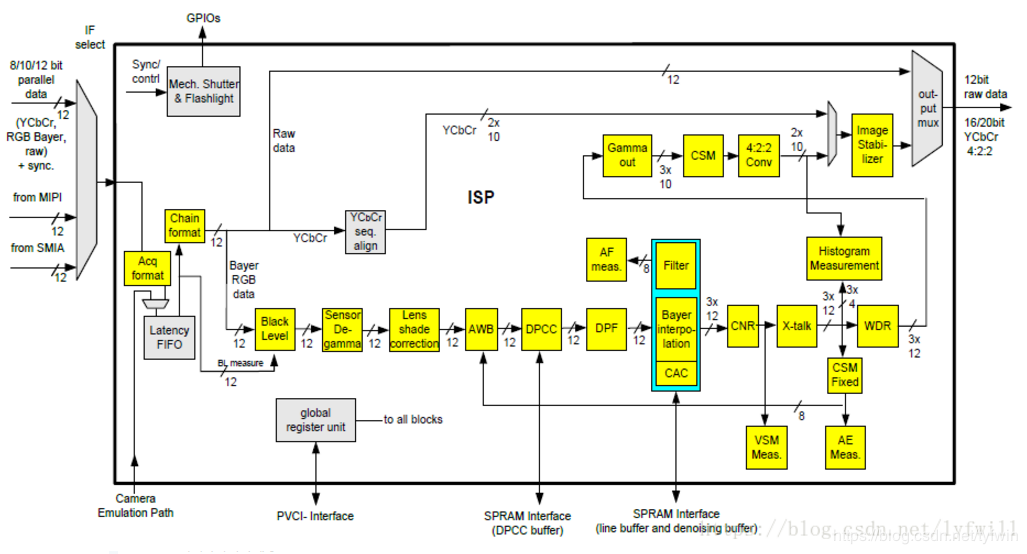 GPIOs
IF
select
8/10/12 bit
parallel
data
12
(YCbCr,
RGB Bayer,
raw)
+ sync.
from MIPI
12
from SMIA
12
Sync/
contrl
Mech. Shutter
& Flashlight
12
out-
put
mux
12bit
raw data
16/20bit
YCbCr
4:2:2
Raw
data
YCbCr
2x
10
ISP
Gamma
out
3x
10
CSM
4:2:2
Conv
2x
10
Image
Stabi-
lizer
Chain
format
12
YCbCr
YCbCr
seq.
align
Acq
format
Latency
FIFO
Bayer
RGB
data
12
BL measure
12
Black
Level
12
Sensor
De-
gamma
12
Lens
shade
correction
12
AWB
12
DPCC
12
DPF
12
AF
meas.
8
Filter
Bayer
interpo-
lation
CAC
3x
12
CNR
X-talk
3x
12
3x
4
WDR
3x
12
Histogram
Measurement
CSM
Fixed
8
VSM
Meas.
AE
Meas.
global
register unit
to all blocks
Camera
Emulation Path
PVCI- Interface
SPRAM Interface
(DPCC buffer)
SPRAM Interface
(line buffer and denoising buffer)
https://blog.csdn.net/lyfwill